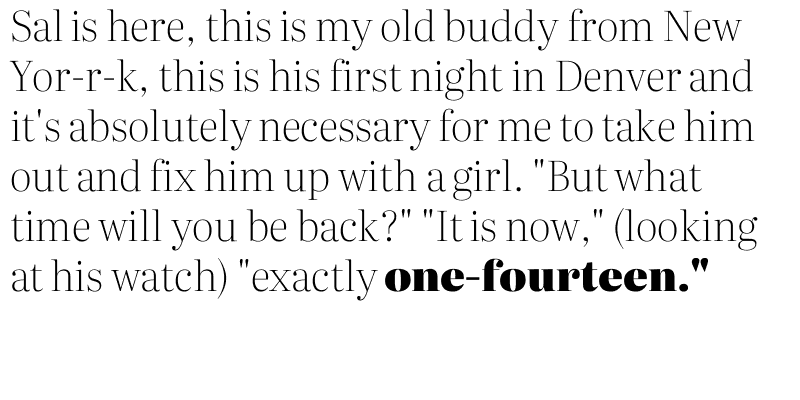 Sal is here, this is my old buddy from New
Yor-r-k, this is his first night in Denver and
it's absolutely necessary for me to take him
out and fix him up with a girl. "But what
time will you be back?" "It is now," (looking
at his watch) "exactly one-fourteen."